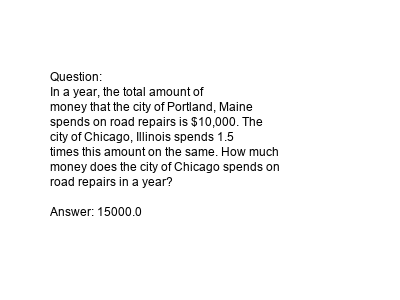 Question:
In a year, the total amount of
money that the city of Portland, Maine
spends on road repairs is $10,000. The
city of Chicago, Illinois spends 1.5
times this amount on the same. How much
money does the city of Chicago spends on
road repairs in a year?

Answer: 15000.0